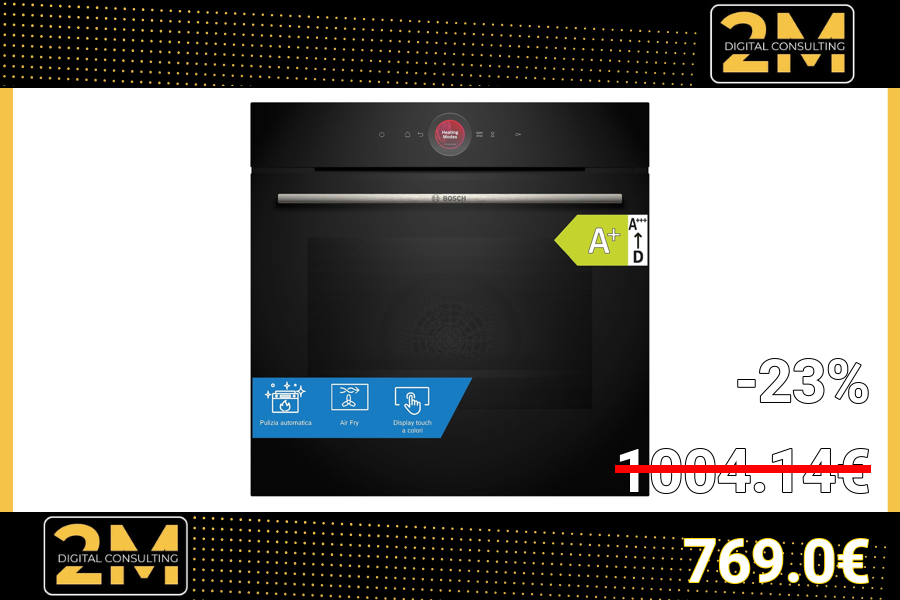 2M
DIGITAL CONSULTING
Heating
Modes
BOSCH
A+
A+++
D
Pulizia automatica
Air Fry
Display touch
a colori
-23%
1004.14€
2M
DIGITAL CONSULTING
769.0€